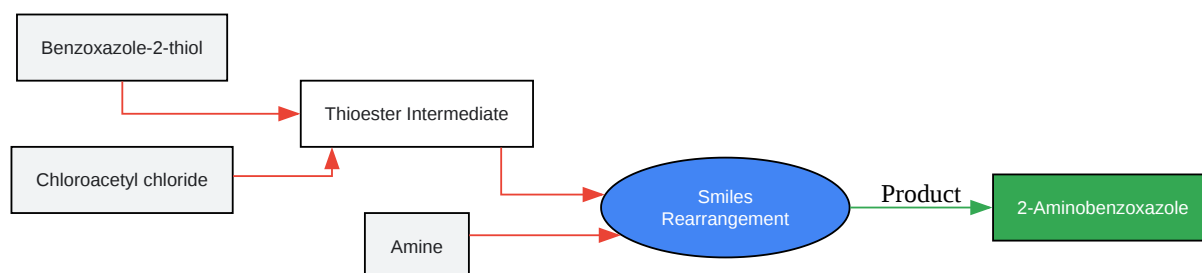 Benzoxazole-2-thiol
Thioester Intermediate
Chloroacetyl chloride
Smiles
Rearrangement
Product
2-Aminobenzoxazole
Amine